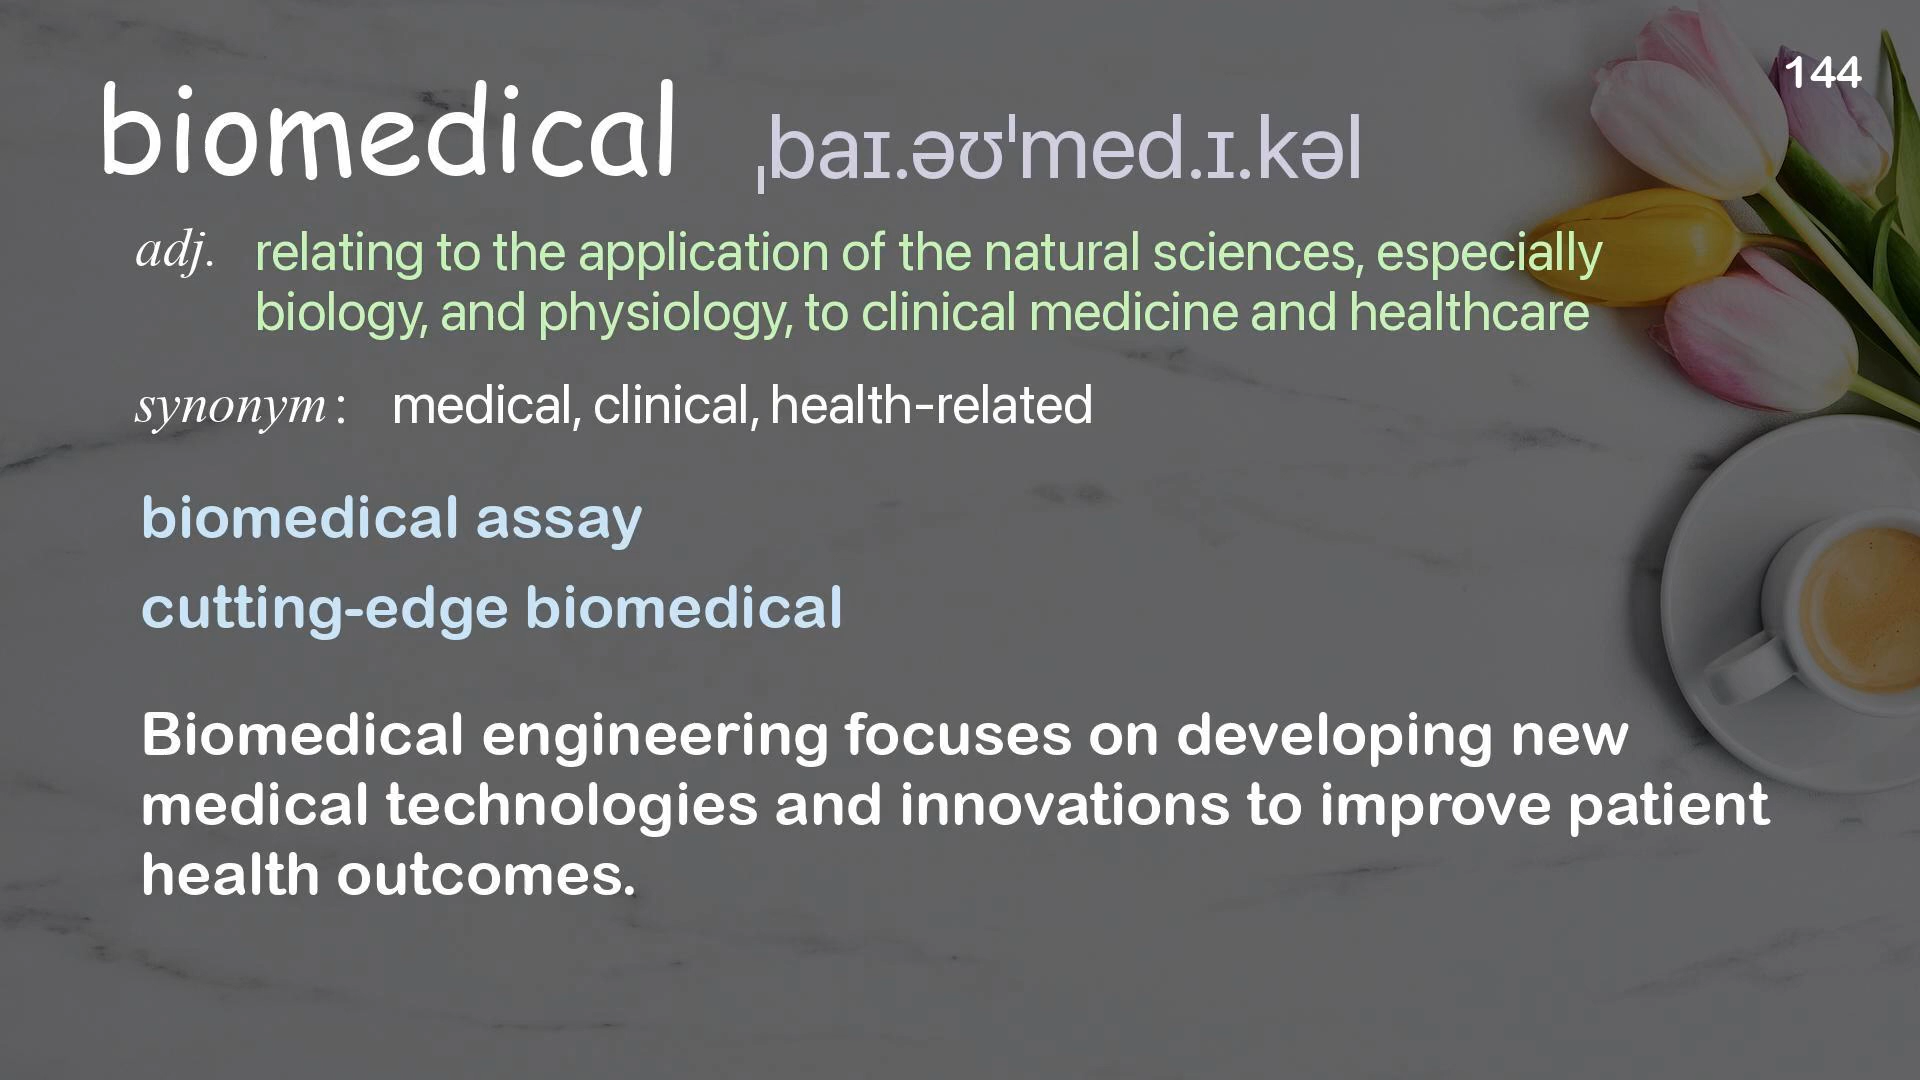 144
biomedical ˌbaɪ.əʊˈmed.ɪ.kəl
adj. relating to the application of the natural sciences, especially
biology, and physiology, to clinical medicine and healthcare
synonym: medical, clinical, health-related
biomedical assay
cutting-edge biomedical
Biomedical engineering focuses on developing new
medical technologies and innovations to improve patient
health outcomes.